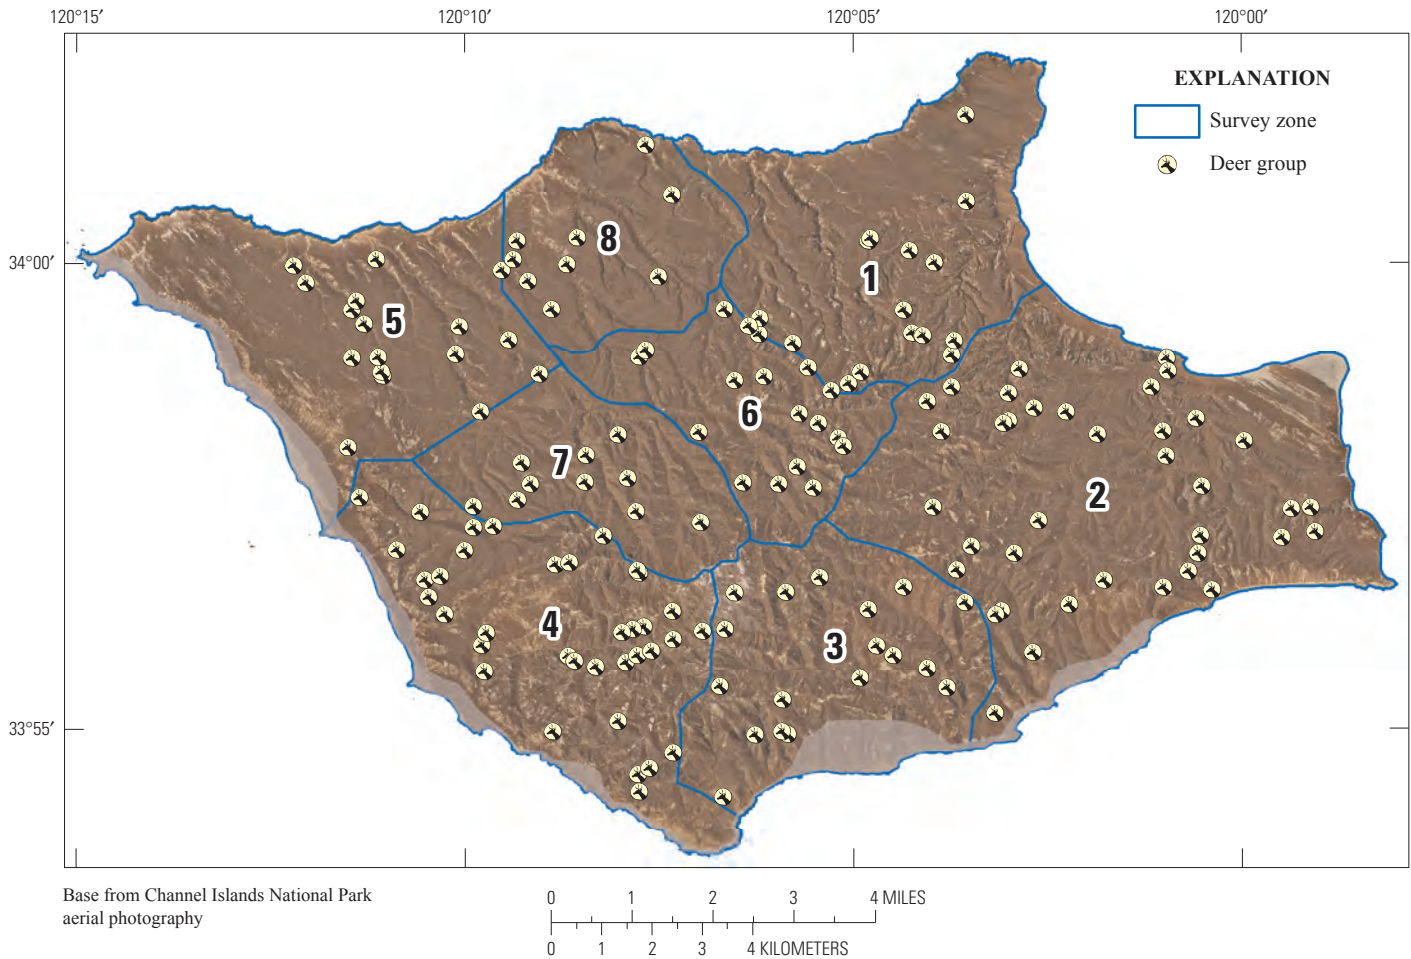 120°15′ 120°10′ 120°05′ 120°00′
EXPLANATION
Survey zone
Deer group
34°00′
33°55′
8
1
5
6
7
2
4
3
Base from Channel Islands National Park
aerial photography
0 1 2 3 4 MILES
0 1 2 3 4 KILOMETERS